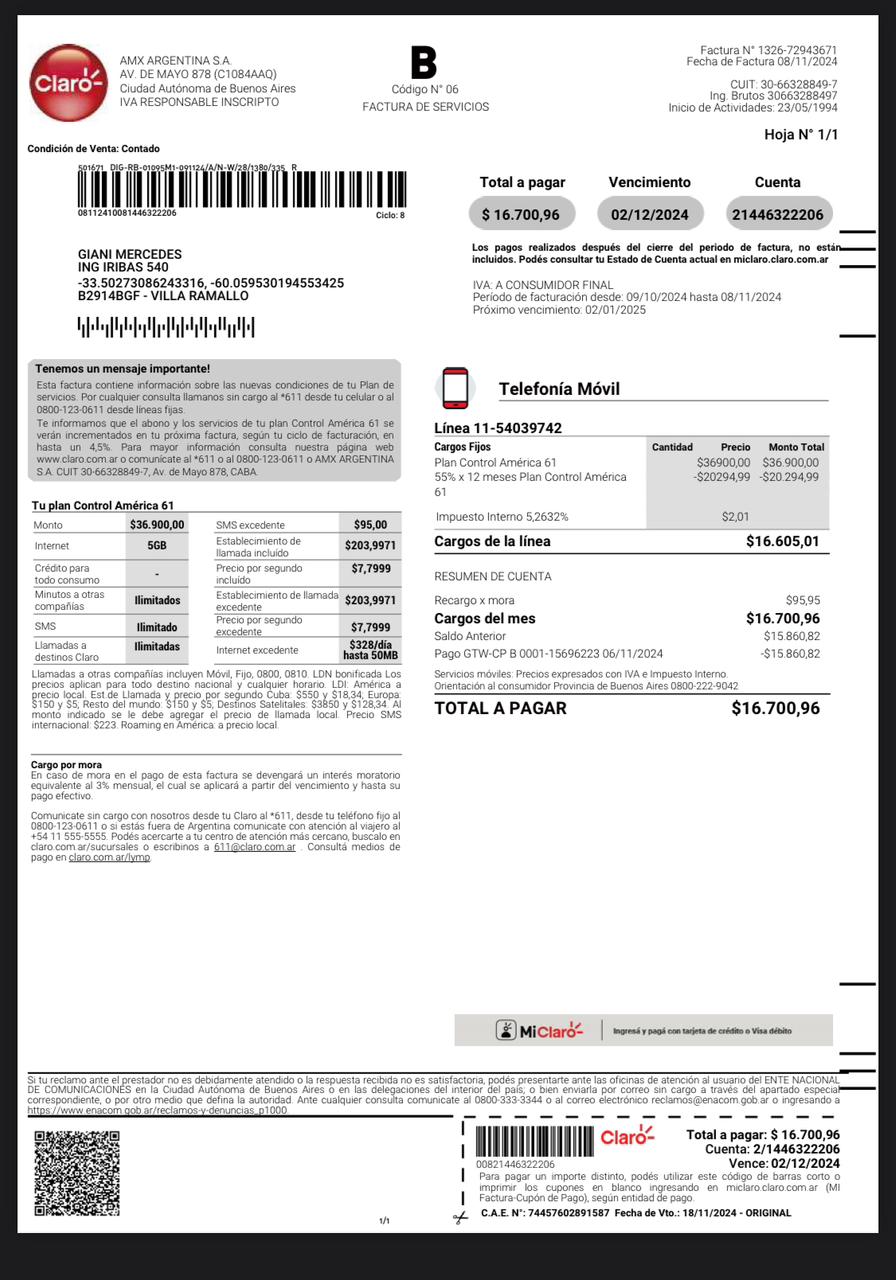 Claro
AMX ARGENTINA S.A.
AV. DE MAYO 878 (C1084AAQ)
Ciudad Autónoma de Buenos Aires
IVA RESPONSABLE INSCRIPTO
B
Código N° 06
FACTURA DE SERVICIOS
Factura N° 1326-72943671
Fecha de Factura 08/11/2024
CUIT: 30-66328849-7
Ing. Brutos 30663288497
Inicio de Actividades: 23/05/1994
Hoja N° 1/1
Condición de Venta: Contado
501671 DIG-RB-01095M1-091124/A/N-W/28/1380/335 R
08112410081446322206
Ciclo: 8
Total a pagar Vencimiento Cuenta
$ 16.700,96 02/12/2024 21446322206
Los pagos realizados después del cierre del periodo de factura, no están
incluidos. Podés consultar tu Estado de Cuenta actual en miclaro.claro.com.ar
GIANI MERCEDES
ING IRIBAS 540
-33.50273086243316, -60.059530194553425
B2914BGF - VILLA RAMALLO
IVA: A CONSUMIDOR FINAL
Período de facturación desde: 09/10/2024 hasta 08/11/2024
Próximo vencimiento: 02/01/2025
Tenemos un mensaje importante!
Esta factura contiene información sobre las nuevas condiciones de tu Plan de
servicios. Por cualquier consulta llamanos sin cargo al *611 desde tu celular o al
0800-123-0611 desde líneas fijas.
Te informamos que el abono y los servicios de tu plan Control América 61 se
verán incrementados en tu próxima factura, según tu ciclo de facturación, en
hasta un 4,5%. Para mayor información consulta nuestra página web
www.claro.com.ar o comunícate al *611 o al 0800-123-0611 o AMX ARGENTINA
S.A. CUIT 30-66328849-7, Av. de Mayo 878, CABA.
Tu plan Control América 61
Monto $36.900,00 SMS excedente $95,00
Internet 5GB Establecimiento de llamada incluído $203,9971
Crédito para todo consumo - Precio por segundo incluído $7,7999
Minutos a otras compañías Ilimitados Establecimiento de llamada excedente $203,9971
SMS Ilimitado Precio por segundo excedente $7,7999
Llamadas a destinos Claro Ilimitadas Internet excedente $328/día hasta 50MB
Llamadas a otras compañías incluyen Móvil, Fijo, 0800, 0810. LDN bonificada Los
precios aplican para todo destino nacional y cualquier horario. LDI: América a
precio local. Est.de Llamada y precio por segundo Cuba: $550 y $18,34; Europa:
$150 y $5; Resto del mundo: $150 y $5; Destinos Satelitales: $3850 y $128,34. Al
monto indicado se le debe agregar el precio de llamada local. Precio SMS
internacional: $223. Roaming en América: a precio local.
Cargo por mora
En caso de mora en el pago de esta factura se devengará un interés moratorio
equivalente al 3% mensual, el cual se aplicará a partir del vencimiento y hasta su
pago efectivo.
Comunicate sin cargo con nosotros desde tu Claro al *611, desde tu teléfono fijo al
0800-123-0611 o si estás fuera de Argentina comunicate con atención al viajero al
+54 11 555-5555. Podés acercarte a tu centro de atención más cercano, buscalo en
claro.com.ar/sucursales o escribinos a 611@claro.com.ar . Consultá medios de
pago en claro.com.ar/lymp.
Telefonía Móvil
Línea 11-54039742
Cargos Fijos Cantidad Precio Monto Total
Plan Control América 61 $36900,00 $36.900,00
55% x 12 meses Plan Control América -$20294,99 -$20.294,99
61
Impuesto Interno 5,2632% $2,01
Cargos de la línea $16.605,01
RESUMEN DE CUENTA
Recargo x mora $95,95
Cargos del mes $16.700,96
Saldo Anterior $15.860,82
Pago GTW-CP B 0001-15696223 06/11/2024 -$15.860,82
Servicios móviles: Precios expresados con IVA e Impuesto Interno.
Orientación al consumidor Provincia de Buenos Aires 0800-222-9042
TOTAL A PAGAR $16.700,96
MiClaro Ingresá y pagá con tarjeta de crédito o Visa débito
Si tu reclamo ante el prestador no es debidamente atendido o la respuesta recibida no es satisfactoria, podés presentarte ante las oficinas de atención al usuario del ENTE NACIONAL
DE COMUNICACIONES en la Ciudad Autónoma de Buenos Aires o en las delegaciones del interior del país; o bien enviarla por correo sin cargo a través del apartado especial
correspondiente, o por otro medio que defina la autoridad. Ante cualquier consulta comunicate al 0800-333-3344 o al correo electrónico reclamos@enacom.gob.ar o ingresando a
https://www.enacom.gob.ar/reclamos-y-denuncias_p1000.
00821446322206
Claro
Total a pagar: $ 16.700,96
Cuenta: 2/1446322206
Vence: 02/12/2024
Para pagar un importe distinto, podés utilizar este código de barras corto o
imprimir los cupones en blanco ingresando en miclaro.claro.com.ar (MI
Factura-Cupón de Pago), según entidad de pago.
C.A.E. N°: 74457602891587 Fecha de Vto.: 18/11/2024 - ORIGINAL
1/1